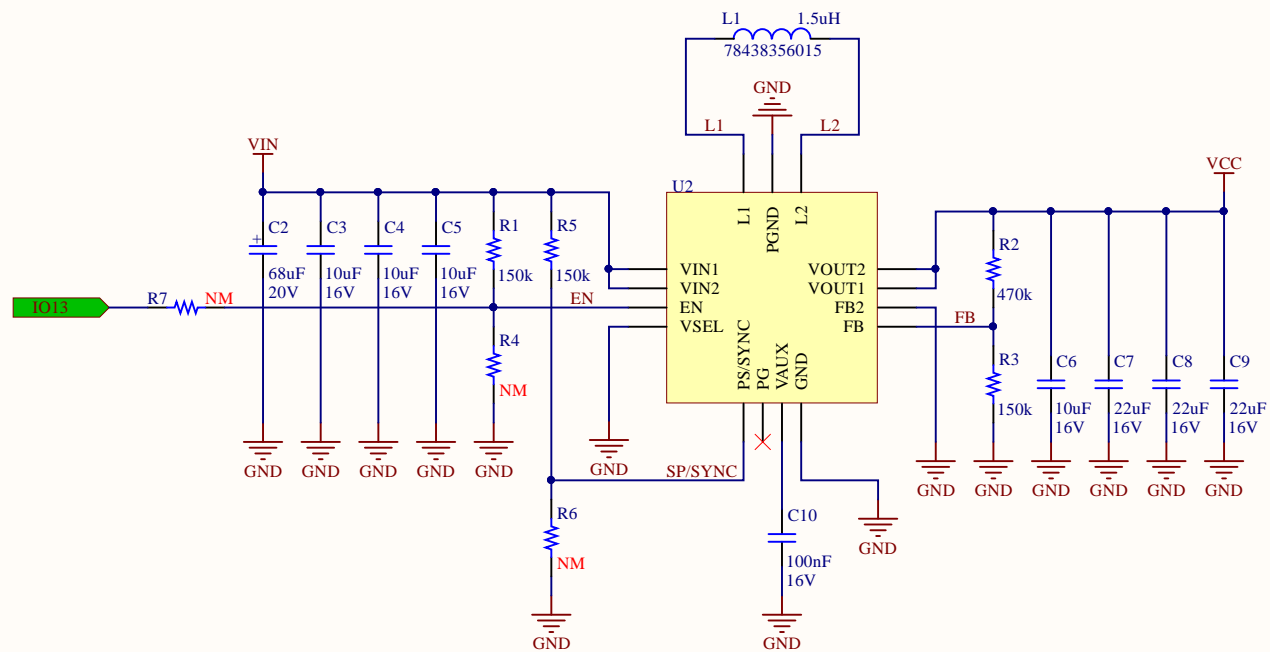 L1 1.5uH
78438356015
GND
L1 L2
VIN
VCC
U2
L1
PGND
L2
C2
68uF
20V
+
C3
10uF
16V
C4
10uF
16V
C5
10uF
16V
R1
150k
R5
150k
IO13
R7
NM
EN
R4
NM
VIN1
VIN2
EN
VSEL
PS/SYNC
PG
VAUX
GND
VOUT2
VOUT1
FB2
FB
FB
R2
470k
R3
150k
C6
10uF
16V
C7
22uF
16V
C8
22uF
16V
C9
22uF
16V
GND
GND
GND
GND
GND
GND
GND
GND
GND
GND
GND
GND
SP/SYNC
R6
NM
GND
C10
100nF
16V
GND
GND